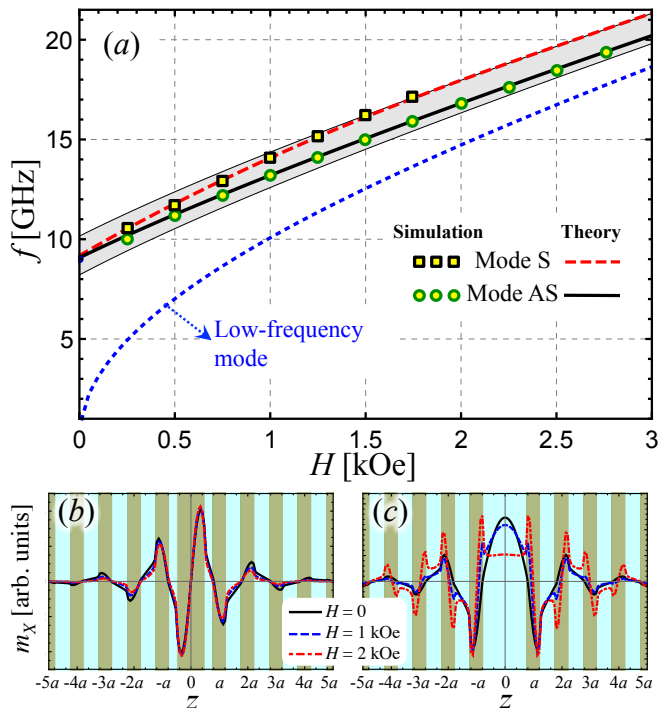 (a)
20
15
10
5
f [GHz]
Simulation Theory
Mode S
Mode AS
Low-frequency
mode
0 0.5 1 1.5 2 2.5 3
H [kOe]
(b) (c)
m_X [arb. units]
H = 0
H = 1 kOe
H = 2 kOe
-5a -4a -3a -2a -a 0 a 2a 3a 4a 5a
-5a -4a -3a -2a -a 0 a 2a 3a 4a 5a
z z